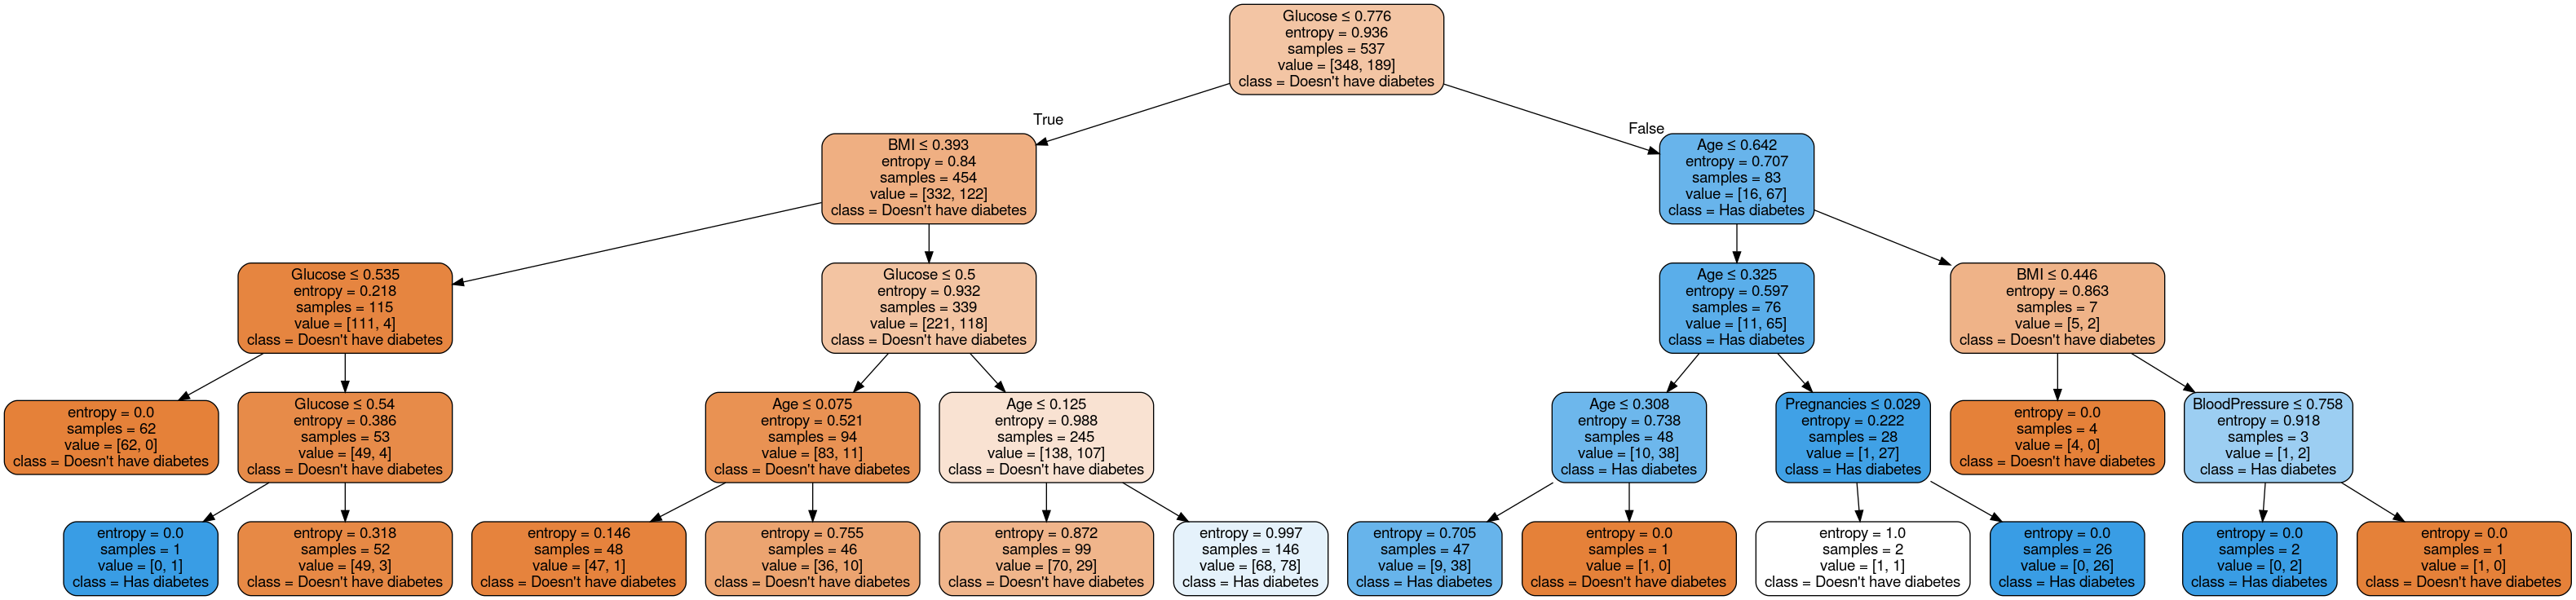 Glucose ≤ 0.776
entropy = 0.936
samples = 537
value = [348, 189]
class = Doesn't have diabetes
True
False
BMI ≤ 0.393
entropy = 0.84
samples = 454
value = [332, 122]
class = Doesn't have diabetes
Age ≤ 0.642
entropy = 0.707
samples = 83
value = [16, 67]
class = Has diabetes
Glucose ≤ 0.535
entropy = 0.218
samples = 115
value = [111, 4]
class = Doesn't have diabetes
Glucose ≤ 0.5
entropy = 0.932
samples = 339
value = [221, 118]
class = Doesn't have diabetes
Age ≤ 0.325
entropy = 0.597
samples = 76
value = [11, 65]
class = Has diabetes
BMI ≤ 0.446
entropy = 0.863
samples = 7
value = [5, 2]
class = Doesn't have diabetes
entropy = 0.0
samples = 62
value = [62, 0]
class = Doesn't have diabetes
Glucose ≤ 0.54
entropy = 0.386
samples = 53
value = [49, 4]
class = Doesn't have diabetes
Age ≤ 0.075
entropy = 0.521
samples = 94
value = [83, 11]
class = Doesn't have diabetes
Age ≤ 0.125
entropy = 0.988
samples = 245
value = [138, 107]
class = Doesn't have diabetes
Age ≤ 0.308
entropy = 0.738
samples = 48
value = [10, 38]
class = Has diabetes
Pregnancies ≤ 0.029
entropy = 0.222
samples = 28
value = [1, 27]
class = Has diabetes
entropy = 0.0
samples = 4
value = [4, 0]
class = Doesn't have diabetes
BloodPressure ≤ 0.758
entropy = 0.918
samples = 3
value = [1, 2]
class = Has diabetes
entropy = 0.0
samples = 1
value = [0, 1]
class = Has diabetes
entropy = 0.318
samples = 52
value = [49, 3]
class = Doesn't have diabetes
entropy = 0.146
samples = 48
value = [47, 1]
class = Doesn't have diabetes
entropy = 0.755
samples = 46
value = [36, 10]
class = Doesn't have diabetes
entropy = 0.872
samples = 99
value = [70, 29]
class = Doesn't have diabetes
entropy = 0.997
samples = 146
value = [68, 78]
class = Has diabetes
entropy = 0.705
samples = 47
value = [9, 38]
class = Has diabetes
entropy = 0.0
samples = 1
value = [1, 0]
class = Doesn't have diabetes
entropy = 1.0
samples = 2
value = [1, 1]
class = Doesn't have diabetes
entropy = 0.0
samples = 26
value = [0, 26]
class = Has diabetes
entropy = 0.0
samples = 2
value = [0, 2]
class = Has diabetes
entropy = 0.0
samples = 1
value = [1, 0]
class = Doesn't have diabetes